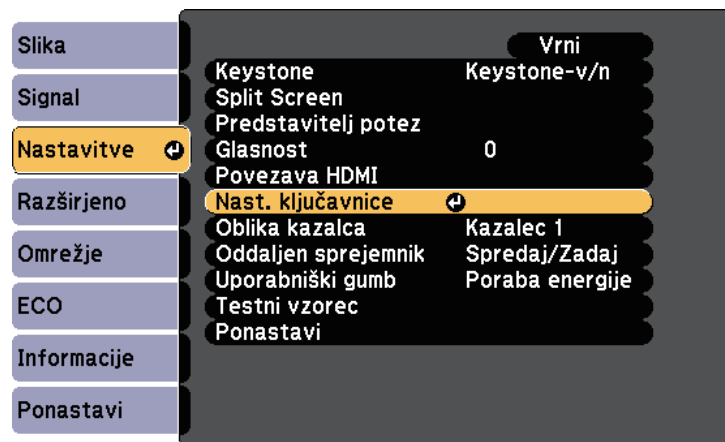 Slika
Signal
Nastavitve
Razširjeno
Omrežje
ECO
Informacije
Ponastavi
Vrni
Keystone Keystone-v/n
Split Screen
Predstavitelj potez
Glasnost 0
Povezava HDMI
Nast. ključavnice
Oblika kazalca Kazalec 1
Oddaljen sprejemnik Spredaj/Zadaj
Uporabniški gumb Poraba energije
Testni vzorec
Ponastavi